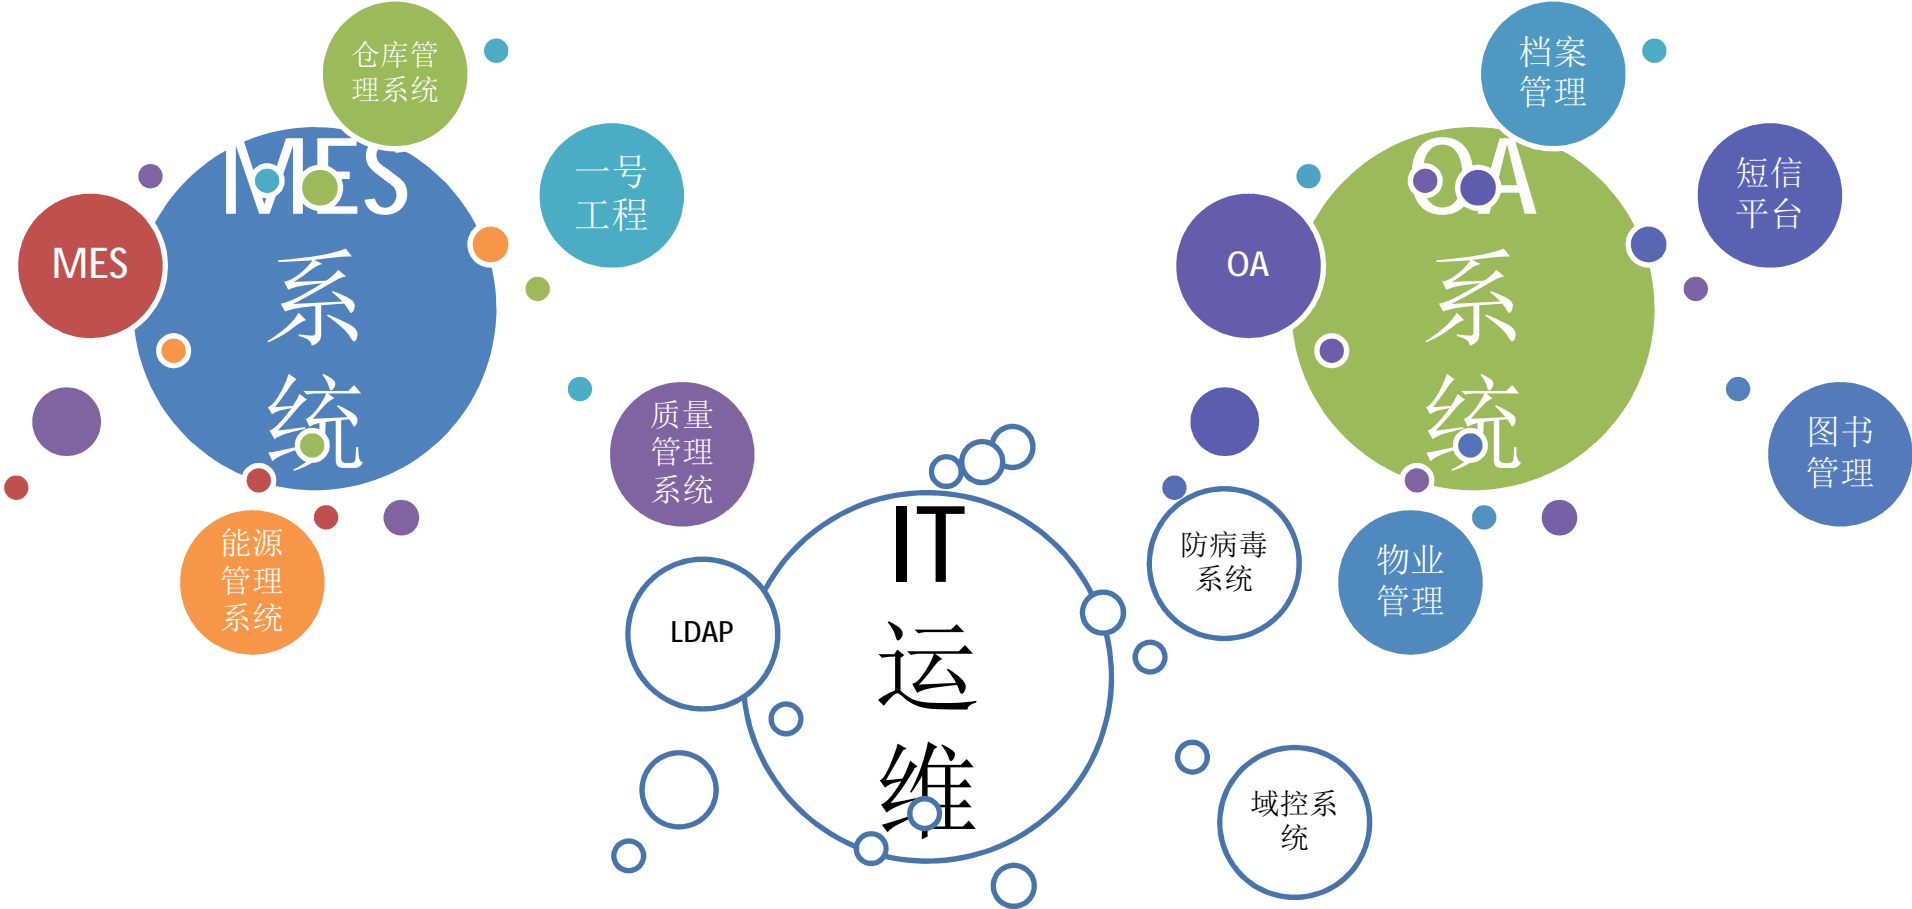 仓库管
理系统
一号
工程
MES
系
统
MES
质量
管理
系统
能源
管理
系统
档案
管理
短信
平台
OA
系
统
OA
图书
管理
物业
管理
IT
运
维
LDAP
防病毒
系统
域控系
统